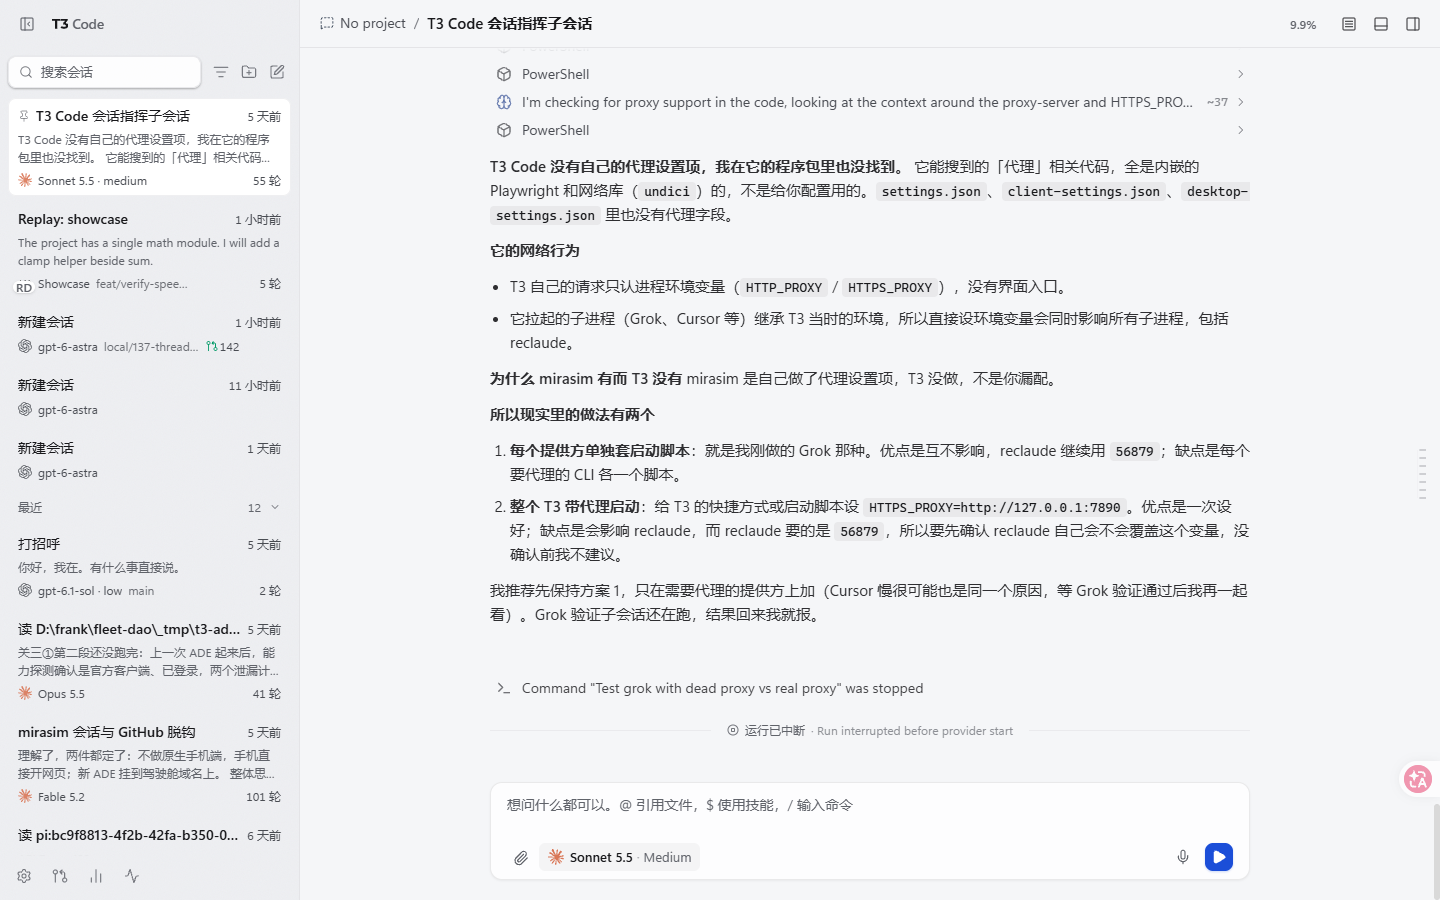 T3 Code
搜索会话
T3 Code 会话指挥子会话 5 天前
T3 Code 没有自己的代理设置项，我在它的程序
包里也没找到。 它能搜到的「代理」相关代码...
Sonnet 5.5 · medium 55 轮
Replay: showcase 1 小时前
The project has a single math module. I will add a
clamp helper beside sum.
RD Showcase feat/verify-spee... 5 轮
新建会话 1 小时前
gpt-6-astra local/137-thread... 142
新建会话 11 小时前
gpt-6-astra
新建会话 1 天前
gpt-6-astra
最近 12
打招呼 5 天前
你好，我在。有什么事直接说。
gpt-6.1-sol · low main 2 轮
读 D:\frank\fleet-dao\_tmp\t3-ad... 5 天前
关三①第二段还没跑完：上一次 ADE 起来后，能
力探测确认是官方客户端、已登录，两个泄漏计...
Opus 5.5 41 轮
mirasim 会话与 GitHub 脱钩 5 天前
理解了，两件都定了：不做原生手机端，手机直
接开网页；新 ADE 挂到驾驶舱域名上。 整体思...
Fable 5.2 101 轮
读 pi:bc9f8813-4f2b-42fa-b350-0... 6 天前
No project / T3 Code 会话指挥子会话
9.9%
PowerShell
PowerShell
I'm checking for proxy support in the code, looking at the context around the proxy-server and HTTPS_PRO... ~37
PowerShell
T3 Code 没有自己的代理设置项，我在它的程序包里也没找到。 它能搜到的「代理」相关代码，全是内嵌的
Playwright 和网络库（undici）的，不是给你配置用的。settings.json、client-settings.json、desktop-
settings.json 里也没有代理字段。
它的网络行为
• T3 自己的请求只认进程环境变量（HTTP_PROXY / HTTPS_PROXY），没有界面入口。
• 它拉起的子进程（Grok、Cursor 等）继承 T3 当时的环境，所以直接设环境变量会同时影响所有子进程，包括
reclaude。
为什么 mirasim 有而 T3 没有 mirasim 是自己做了代理设置项，T3 没做，不是你漏配。
所以现实里的做法有两个
1. 每个提供方单独套启动脚本：就是我刚做的 Grok 那种。优点是互不影响，reclaude 继续用 56879；缺点是每个
要代理的 CLI 各一个脚本。
2. 整个 T3 带代理启动：给 T3 的快捷方式或启动脚本设 HTTPS_PROXY=http://127.0.0.1:7890。优点是一次设
好；缺点是会影响 reclaude，而 reclaude 要的是 56879，所以要先确认 reclaude 自己会不会覆盖这个变量，没
确认前我不建议。
我推荐先保持方案 1，只在需要代理的提供方上加（Cursor 慢很可能也是同一个原因，等 Grok 验证通过后我再一起
看）。Grok 验证子会话还在跑，结果回来我就报。
Command "Test grok with dead proxy vs real proxy" was stopped
运行已中断 · Run interrupted before provider start
想问什么都可以。@ 引用文件，$ 使用技能，/ 输入命令
Sonnet 5.5 · Medium